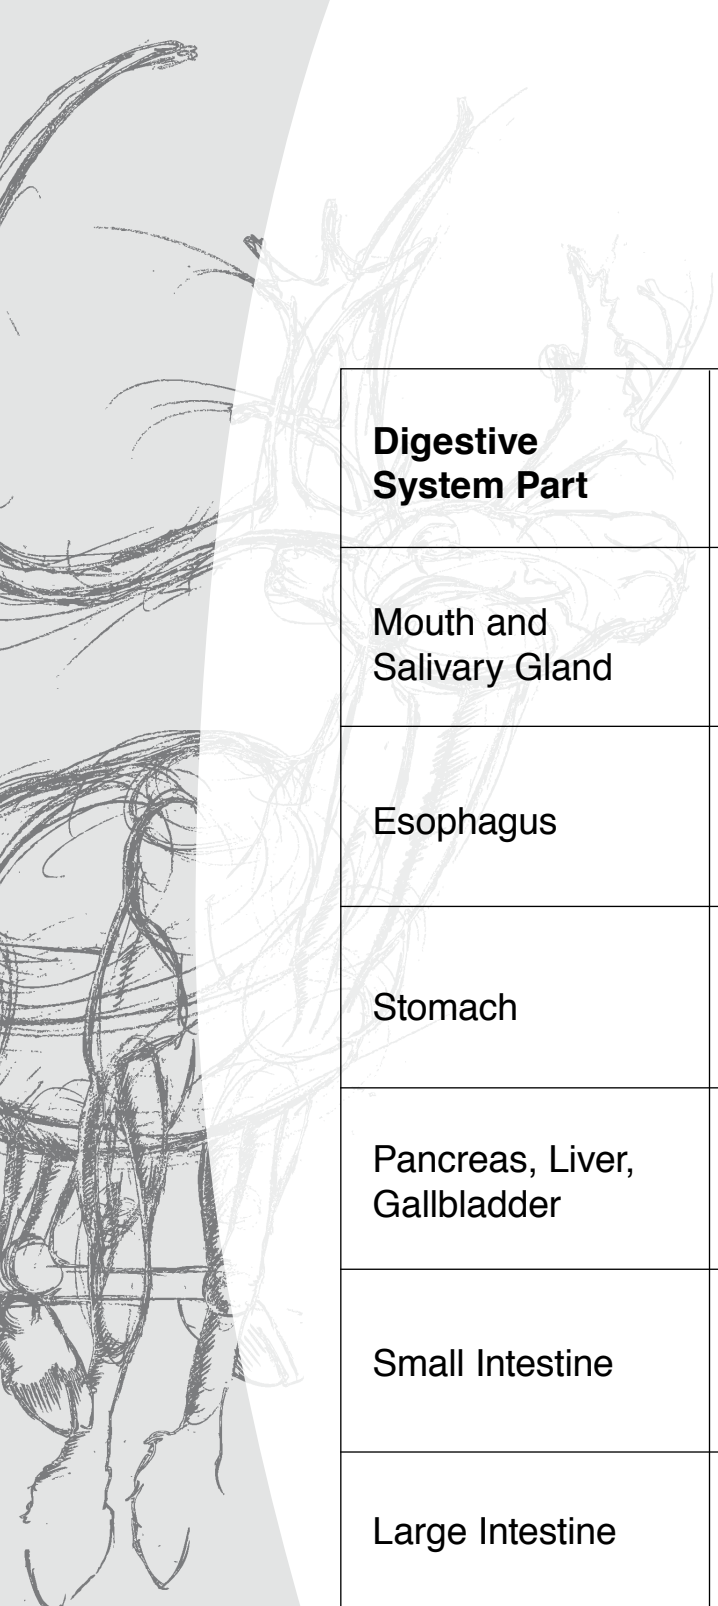 Digestive
System Part
Mouth and
Salivary Gland
Esophagus
Stomach
Pancreas, Liver,
Gallbladder
Small Intestine
Large Intestine